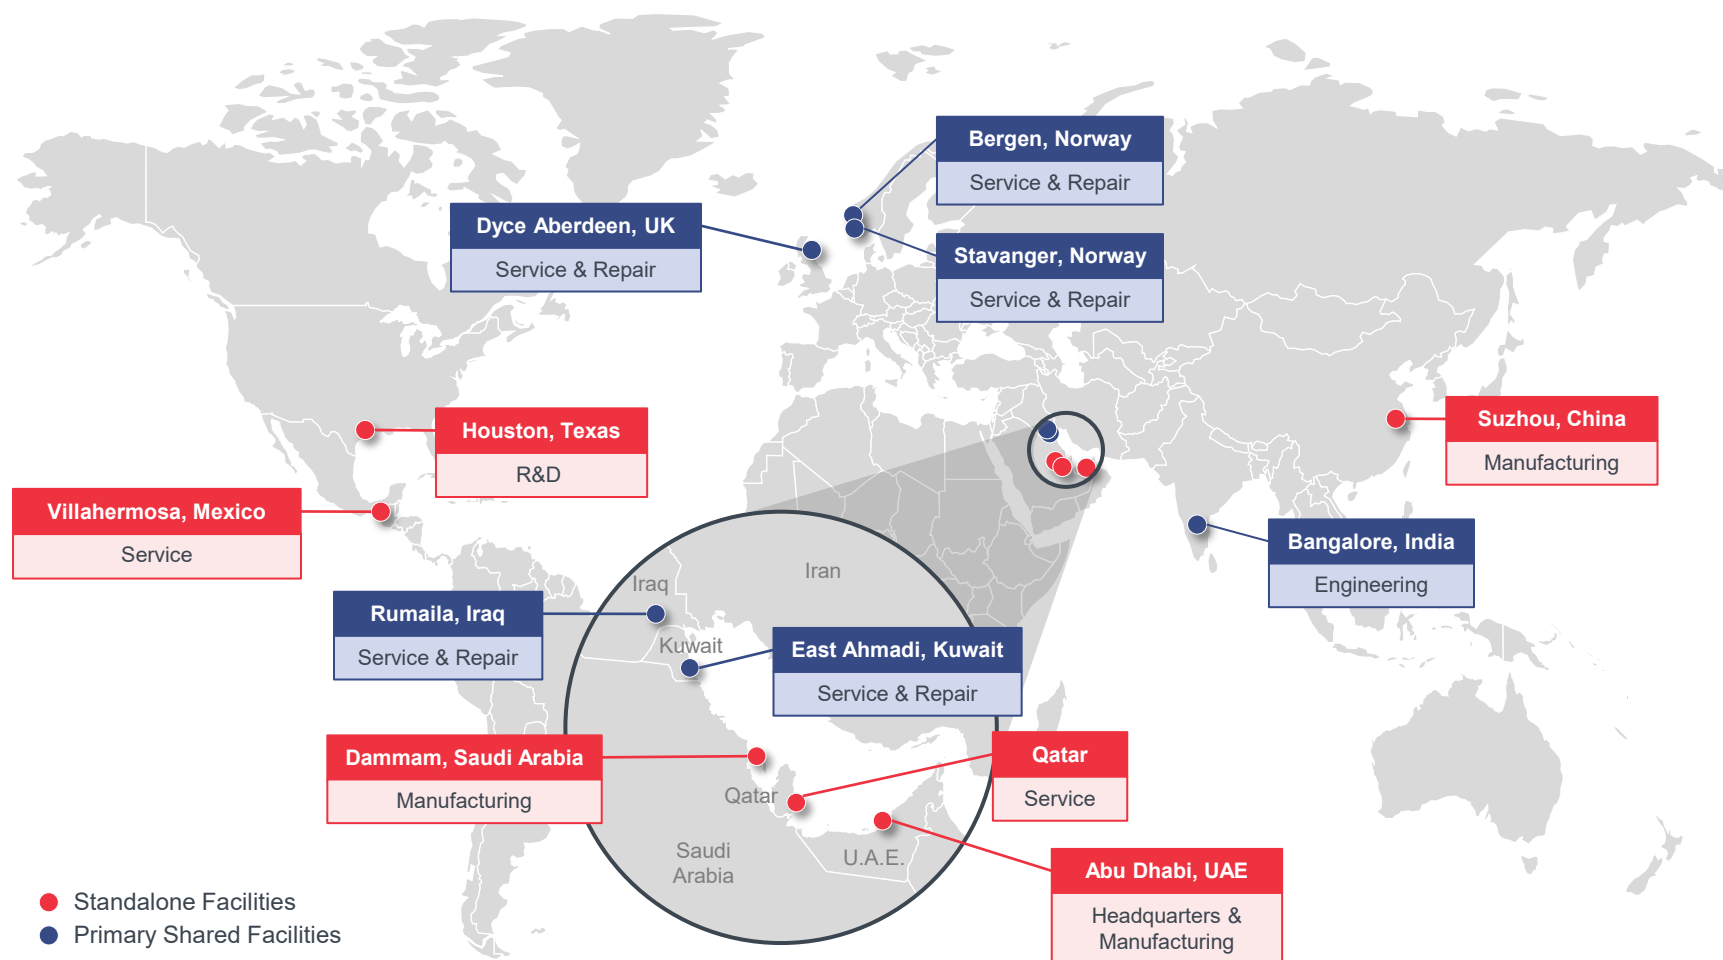 Bergen, Norway
Service & Repair
Dyce Aberdeen, UK
Service & Repair
Stavanger, Norway
Service & Repair
Houston, Texas
R&D
Suzhou, China
Manufacturing
Villahermosa, Mexico
Service
Bangalore, India
Engineering
Iran
Iraq
Rumaila, Iraq
Service & Repair
Kuwait
East Ahmadi, Kuwait
Service & Repair
Dammam, Saudi Arabia
Manufacturing
Qatar
Qatar
Service
Saudi
Arabia
U.A.E.
Abu Dhabi, UAE
Headquarters &
Manufacturing
Standalone Facilities
Primary Shared Facilities